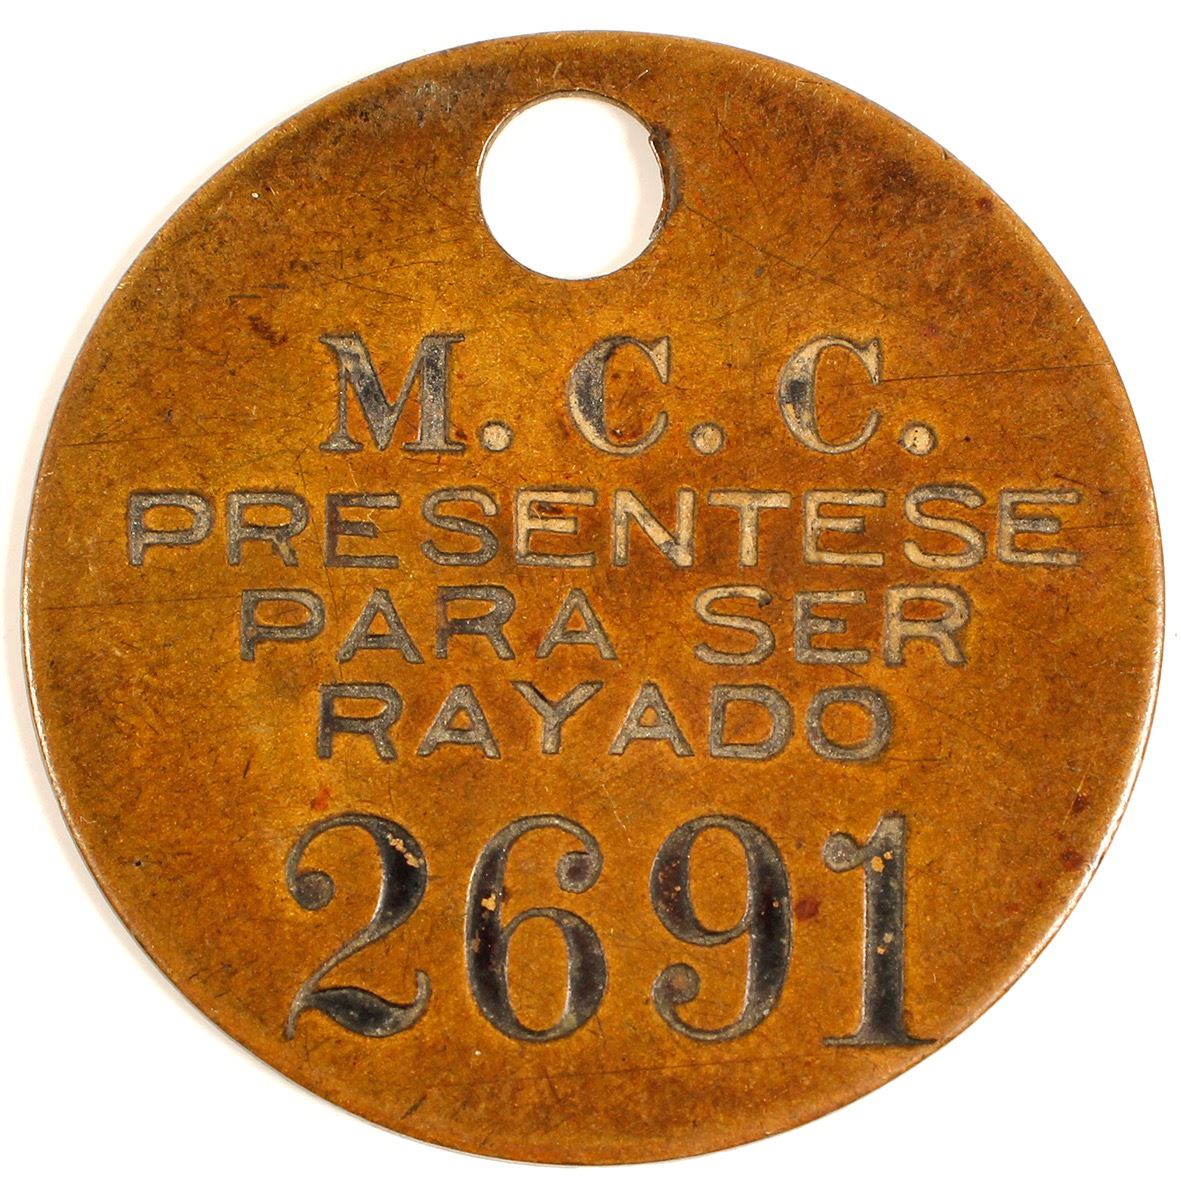 M. C. C.
PRESENTESE
PARA SER
RAYADO
2691